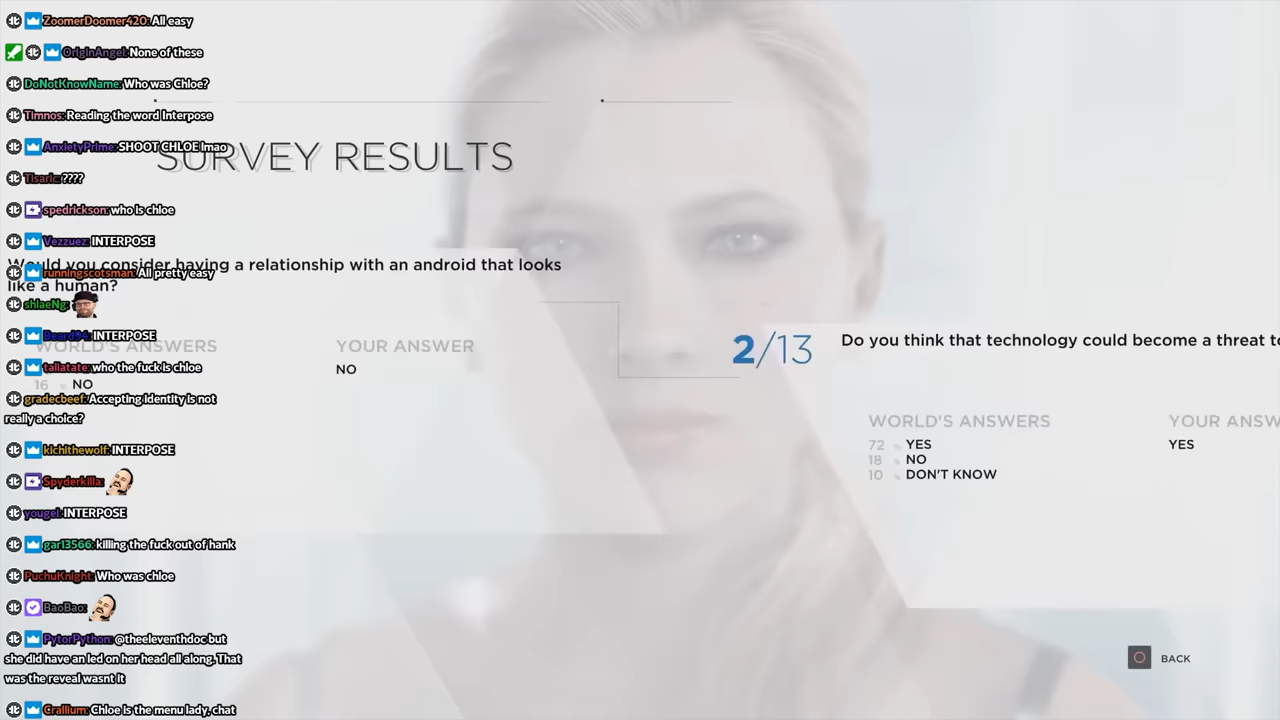 ZoomerDoomer420: All easy
OriginAngel: None of these
DoNotKnowName: Who was Chloe?
Timnos: Reading the word Interpose
AnxietyPrime: SHOOT CHLOE lmao
SURVEY RESULTS
Tisaric: ????
spedrickson: who is chloe
Vezzuez: INTERPOSE
Would you consider having a relationship with an android that looks
like a human?
runningscotsman: All pretty easy
shiaeNg:
Beard94: INTERPOSE
WORLD'S ANSWERS
YOUR ANSWER
taliatate: who the fuck is chloe
NO
16 NO
gradecbeef: Accepting identity is not
really a choice?
kichithewolf: INTERPOSE
Spyderkilla:
yougel: INTERPOSE
gar13566: killing the fuck out of hank
PuchuKnight: Who was chloe
BaoBao:
PytorPython: @theeleventhdoc but
she did have an led on her head all along. That
was the reveal wasnt it
Crallium: Chloe is the menu lady, chat
2/13
Do you think that technology could become a threat to
WORLD'S ANSWERS
YOUR ANSW
72 % YES
18 % NO
10 % DON'T KNOW
YES
BACK